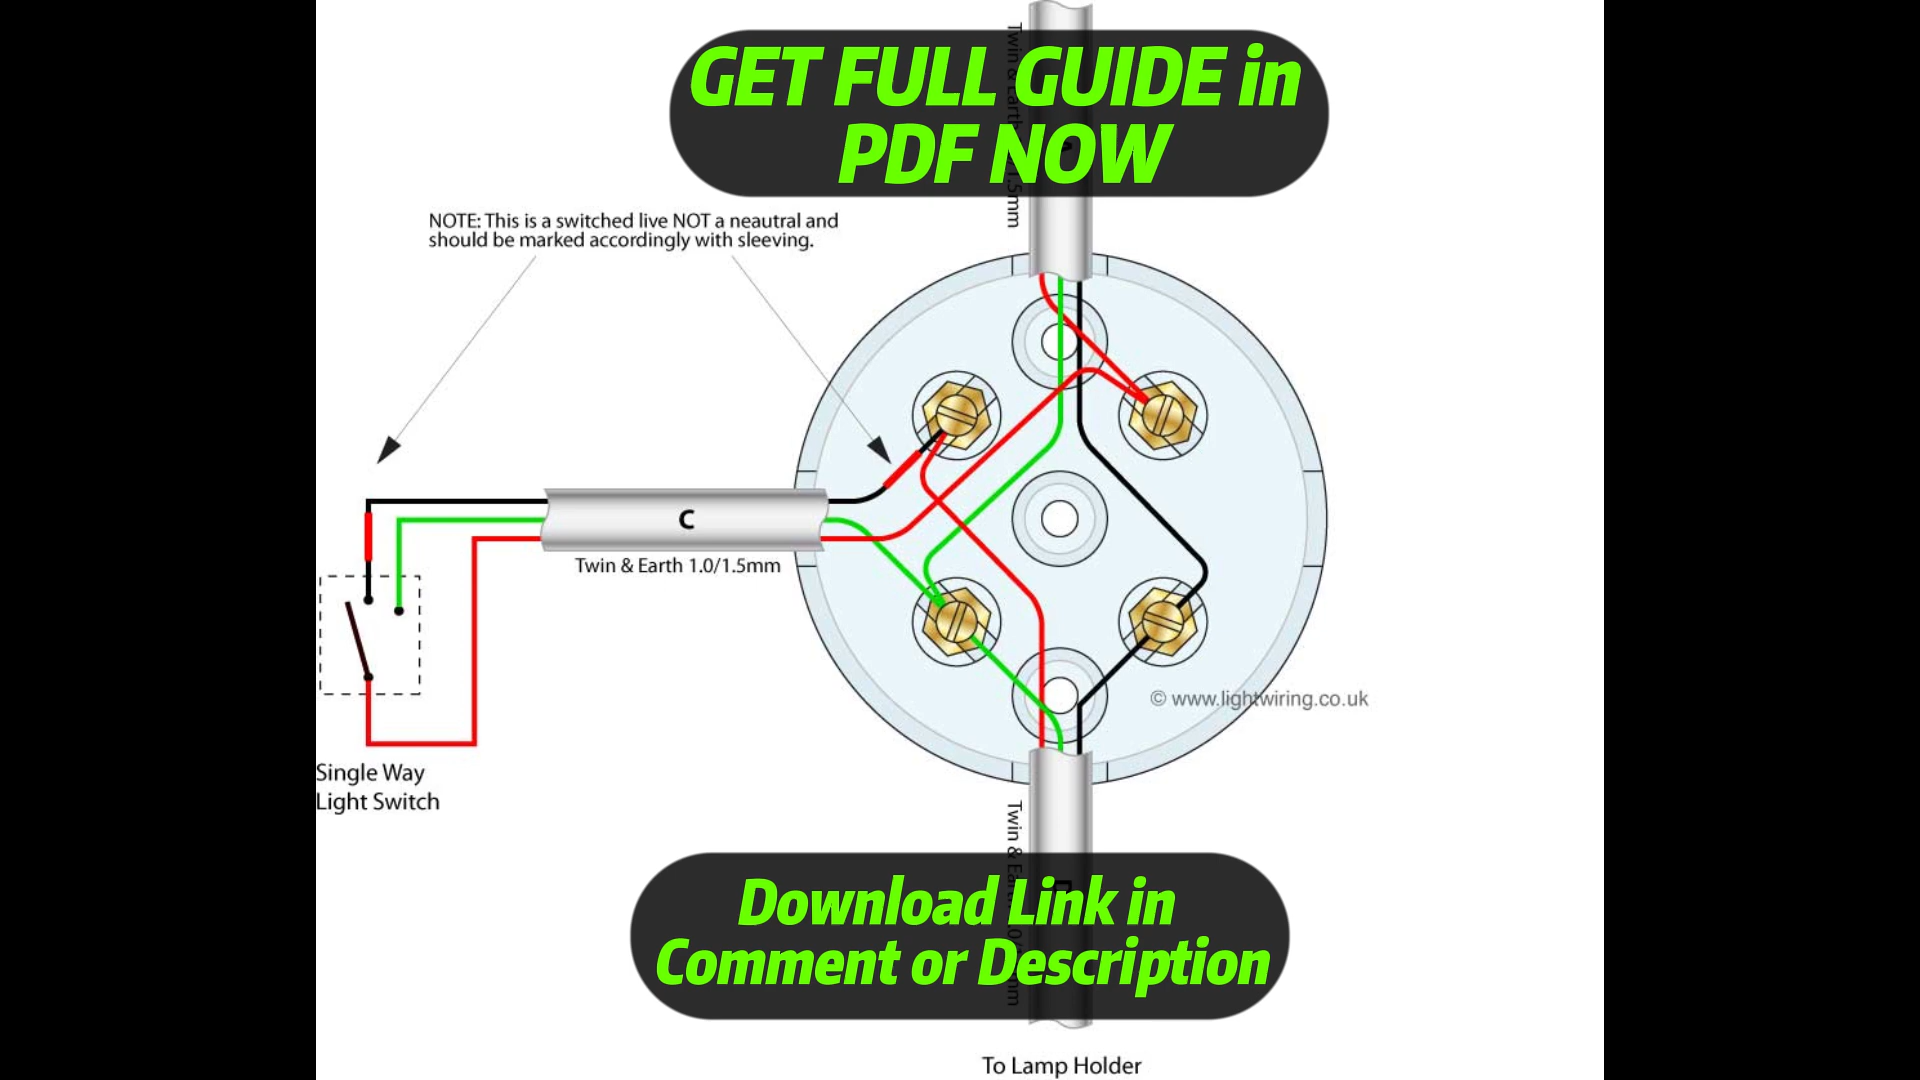 GET FULL GUIDE in
PDF NOW
NOTE: This is a switched live NOT a neautral and
should be marked accordingly with sleeving.
C
Twin & Earth 1.0/1.5mm
© www.lightwiring.co.uk
Single Way
Light Switch
Twin &
Download Link in
Comment or Description
To Lamp Holder